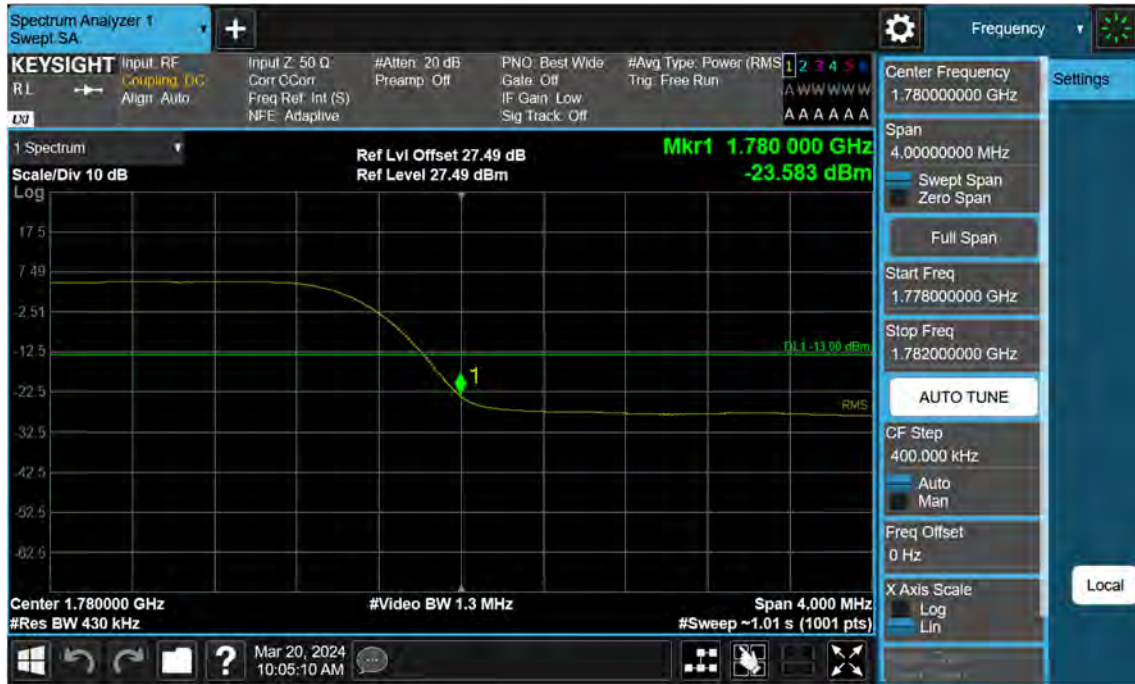 Spectrum Analyzer 1
Swept SA
+
Frequency
KEYSIGHT
RL
LXI
Input: RF
Coupling: DC
Align: Auto
Input Z: 50 Ω
Corr CCorr
Freq Ref: Int (S)
NFE: Adaptive
#Atten: 20 dB
Preamp: Off
PNO: Best Wide
Gate: Off
IF Gain: Low
Sig Track: Off
#Avg Type: Power (RMS
Trig: Free Run
1 2 3 4 5 6
A W W W W W
A A A A A A
1 Spectrum
Scale/Div 10 dB
Log
Ref Lvl Offset 27.49 dB
Ref Level 27.49 dBm
Mkr1 1.780 000 GHz
-23.583 dBm
17.5
7.49
-2.51
-12.5
-22.5
-32.5
-42.5
-52.5
-62.5
DL1 -13.00 dBm
1
RMS
Center 1.780000 GHz
#Res BW 430 kHz
#Video BW 1.3 MHz
Span 4.000 MHz
#Sweep ~1.01 s (1001 pts)
Center Frequency
1.780000000 GHz
Settings
Span
4.00000000 MHz
Swept Span
Zero Span
Full Span
Start Freq
1.778000000 GHz
Stop Freq
1.782000000 GHz
AUTO TUNE
CF Step
400.000 kHz
Auto
Man
Freq Offset
0 Hz
X Axis Scale
Log
Lin
Local
?
Mar 20, 2024
10:05:10 AM